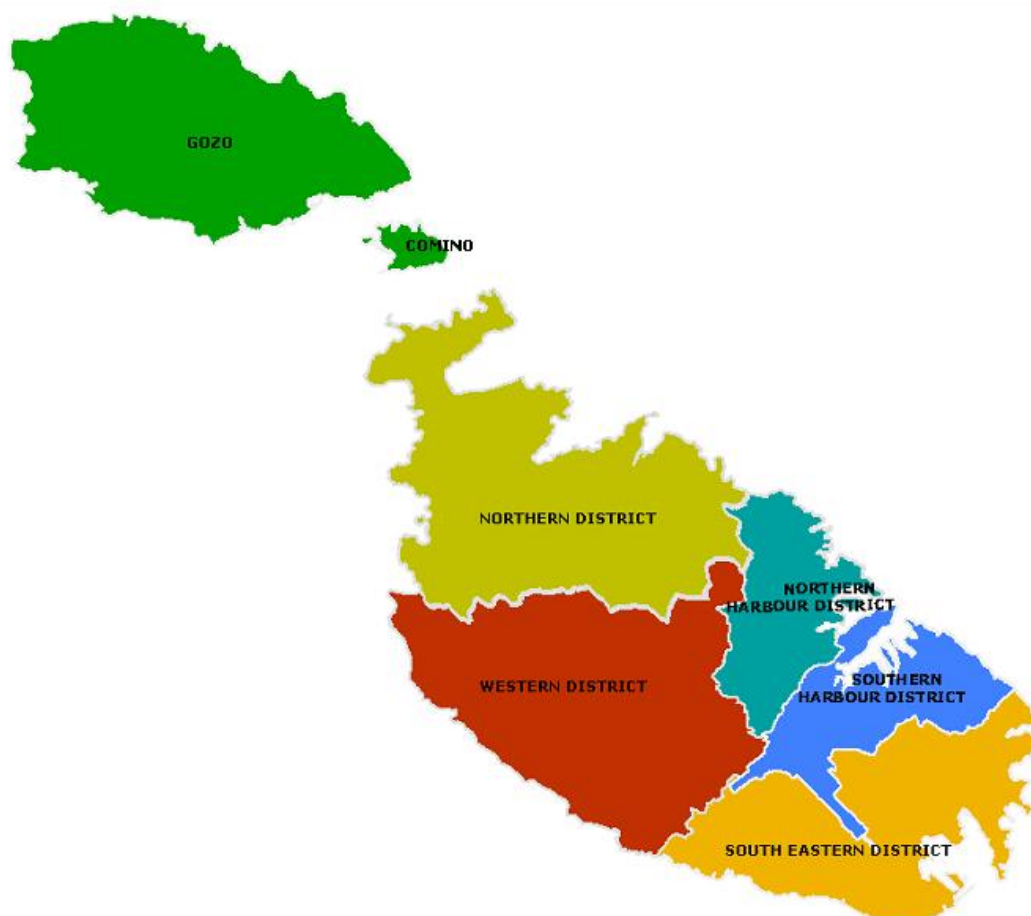 GOZO
COMINO
NORTHERN DISTRICT
NORTHERN
HARBOUR DISTRICT
WESTERN DISTRICT
SOUTHERN
HARBOUR DISTRICT
SOUTH EASTERN DISTRICT